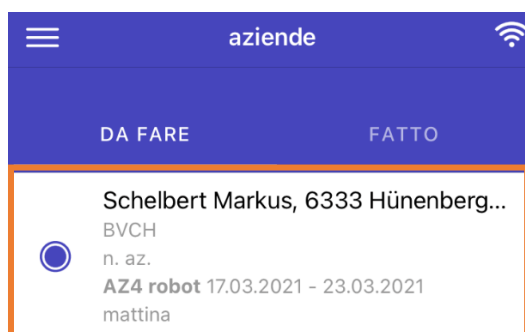 aziende
DA FARE FATTO
Schelbert Markus, 6333 Hünenberg...
BVCH
n. az.
AZ4 robot 17.03.2021 - 23.03.2021
mattina